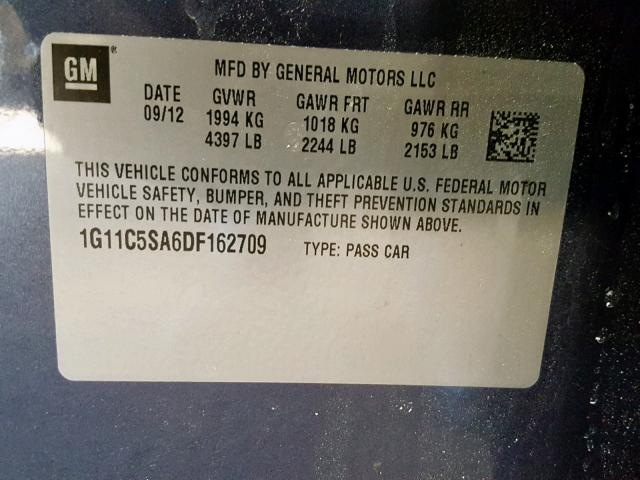 GM ®
MFD BY GENERAL MOTORS LLC
DATE GVWR GAWR FRT GAWR RR
09/12 1994 KG 1018 KG 976 KG
4397 LB 2244 LB 2153 LB
THIS VEHICLE CONFORMS TO ALL APPLICABLE U.S. FEDERAL MOTOR
VEHICLE SAFETY, BUMPER, AND THEFT PREVENTION STANDARDS IN
EFFECT ON THE DATE OF MANUFACTURE SHOWN ABOVE.
1G11C5SA6DF162709 TYPE: PASS CAR